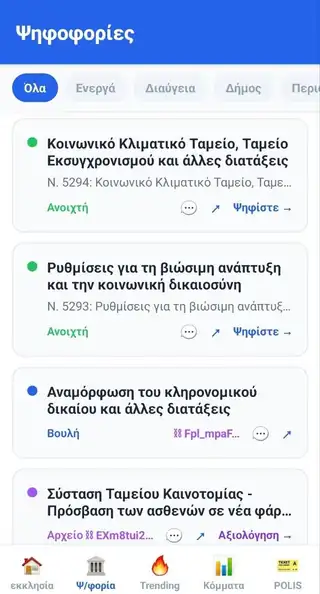 Ψηφοφορίες
Όλα Ενεργά Διαύγεια Δήμος Περι
Κοινωνικό Κλιματικό Ταμείο, Ταμείο
Εκσυγχρονισμού και άλλες διατάξεις
Ν. 5294: Κοινωνικό Κλιματικό Ταμείο, Ταμε...
Ανοιχτή Ψηφίστε →
Ρυθμίσεις για τη βιώσιμη ανάπτυξη
και την κοινωνική δικαιοσύνη
Ν. 5293: Ρυθμίσεις για τη βιώσιμη ανάπτυξ...
Ανοιχτή Ψηφίστε →
Αναμόρφωση του κληρονομικού
δικαίου και άλλες διατάξεις
Βουλή Fpl_mpaF...
Σύσταση Ταμείου Καινοτομίας -
Πρόσβαση των ασθενών σε νέα φάρ...
Αρχείο EXm8tui2... Αξιολόγηση →
εκκλησία Ψ/φορία Trending Κόμματα POLIS